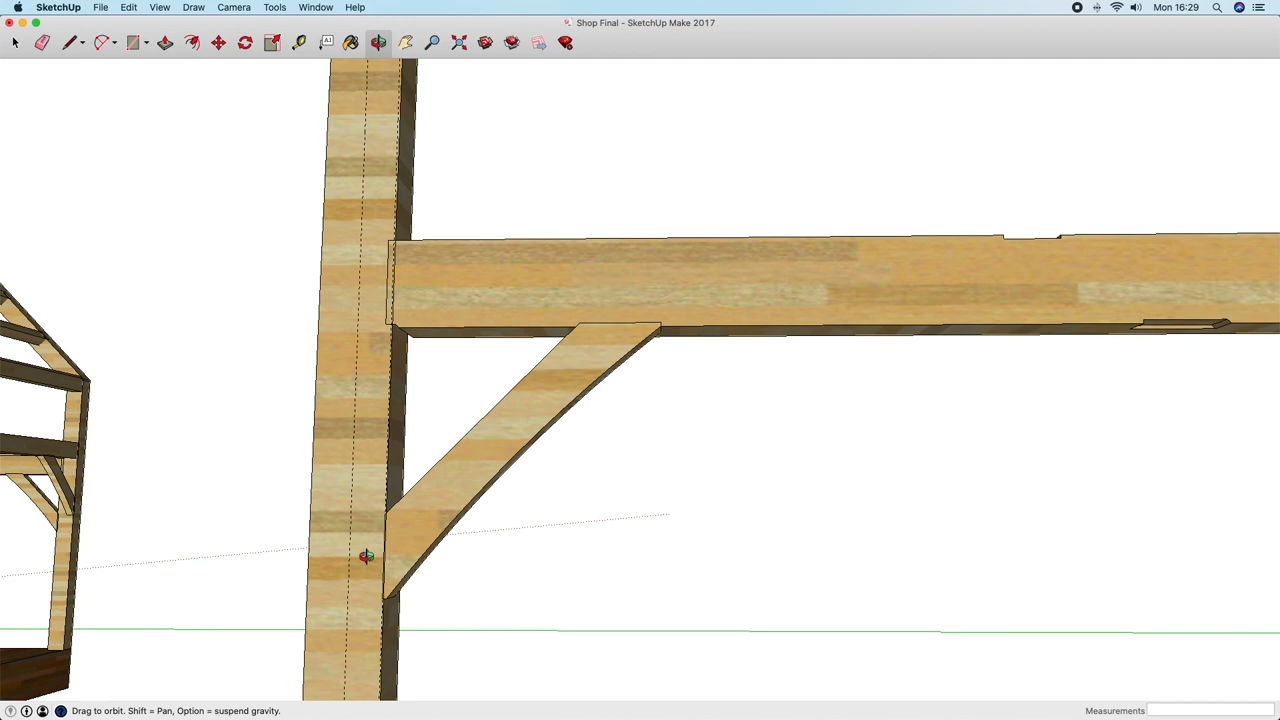 SketchUp File Edit View Draw Camera Tools Window Help Mon 16:29
Shop Final - SketchUp Make 2017
A1
Drag to orbit. Shift = Pan, Option = suspend gravity. Measurements